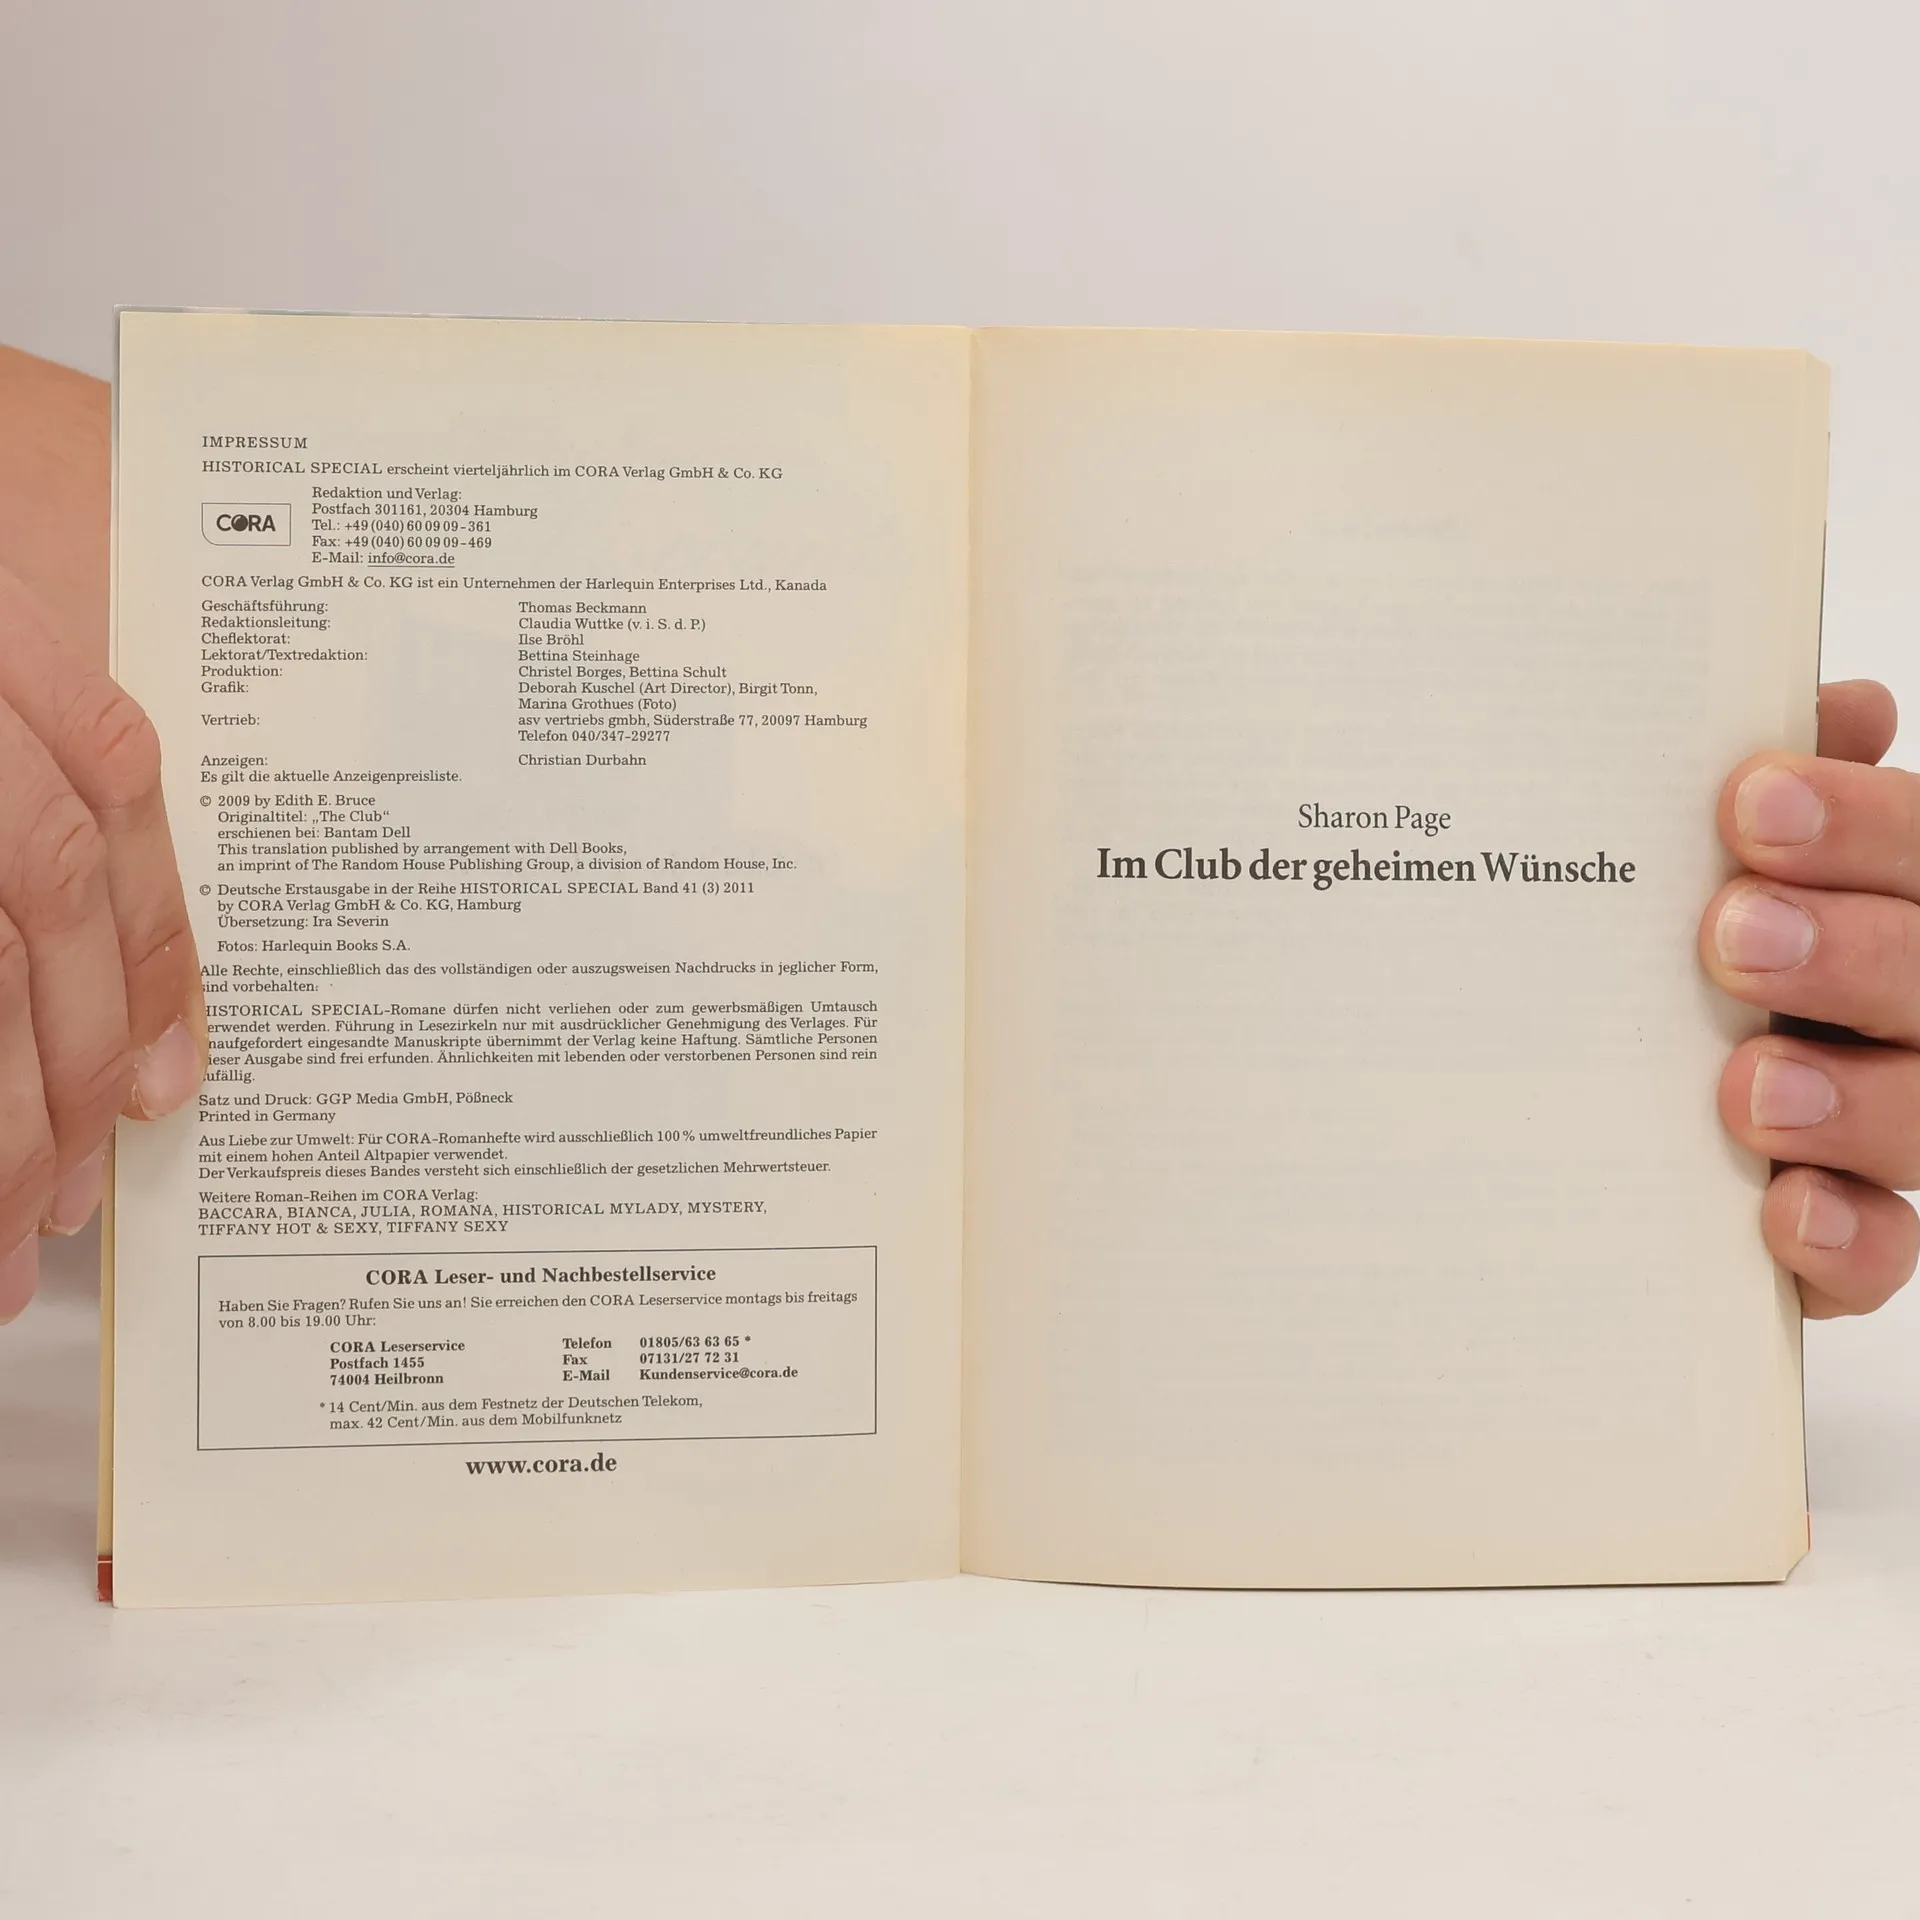 IMPRESSUM
HISTORICAL SPECIAL erscheint vierteljährlich im CORA Verlag GmbH & Co. KG
CORA
Redaktion und Verlag:
Postfach 301161, 20304 Hamburg
Tel.: +49 (040) 60 09 09-361
Fax: +49 (040) 60 09 09-469
E-Mail: info@cora.de
CORA Verlag GmbH & Co. KG ist ein Unternehmen der Harlequin Enterprises Ltd., Kanada
Geschäftsführung: Thomas Beckmann
Redaktionsleitung: Claudia Wuttke (v. i. S. d. P.)
Cheflektorat: Ilse Bröhl
Lektorat/Textredaktion: Bettina Steinhage
Produktion: Christel Borges, Bettina Schult
Grafik: Deborah Kuschel (Art Director), Birgit Tonn,
Marina Grothues (Foto)
Vertrieb: asv vertriebs gmbh, Süderstraße 77, 20097 Hamburg
Telefon 040/347-29277
Anzeigen: Christian Durbahn
Es gilt die aktuelle Anzeigenpreisliste.
© 2009 by Edith E. Bruce
Originaltitel: „The Club“
erschienen bei: Bantam Dell
This translation published by arrangement with Dell Books,
an imprint of The Random House Publishing Group, a division of Random House, Inc.
© Deutsche Erstausgabe in der Reihe HISTORICAL SPECIAL Band 41 (3) 2011
by CORA Verlag GmbH & Co. KG, Hamburg
Übersetzung: Ira Severin
Fotos: Harlequin Books S.A.
Alle Rechte, einschließlich das des vollständigen oder auszugsweisen Nachdrucks in jeglicher Form,
sind vorbehalten.
HISTORICAL SPECIAL-Romane dürfen nicht verliehen oder zum gewerbsmäßigen Umtausch
erwendet werden. Führung in Lesezirkeln nur mit ausdrücklicher Genehmigung des Verlages. Für
naufgefordert eingesandte Manuskripte übernimmt der Verlag keine Haftung. Sämtliche Personen
ieser Ausgabe sind frei erfunden. Ähnlichkeiten mit lebenden oder verstorbenen Personen sind rein
ufällig.
Satz und Druck: GGP Media GmbH, Pößneck
Printed in Germany
Aus Liebe zur Umwelt: Für CORA-Romanhefte wird ausschließlich 100 % umweltfreundliches Papier
mit einem hohen Anteil Altpapier verwendet.
Der Verkaufspreis dieses Bandes versteht sich einschließlich der gesetzlichen Mehrwertsteuer.
Weitere Roman-Reihen im CORA Verlag:
BACCARA, BIANCA, JULIA, ROMANA, HISTORICAL MYLADY, MYSTERY,
TIFFANY HOT & SEXY, TIFFANY SEXY
CORA Leser- und Nachbestellservice
Haben Sie Fragen? Rufen Sie uns an! Sie erreichen den CORA Leserservice montags bis freitags
von 8.00 bis 19.00 Uhr:
CORA Leserservice Telefon 01805/63 63 65 *
Postfach 1455 Fax 07131/27 72 31
74004 Heilbronn E-Mail Kundenservice@cora.de
* 14 Cent/Min. aus dem Festnetz der Deutschen Telekom,
max. 42 Cent/Min. aus dem Mobilfunknetz
www.cora.de
Sharon Page
Im Club der geheimen Wünsche